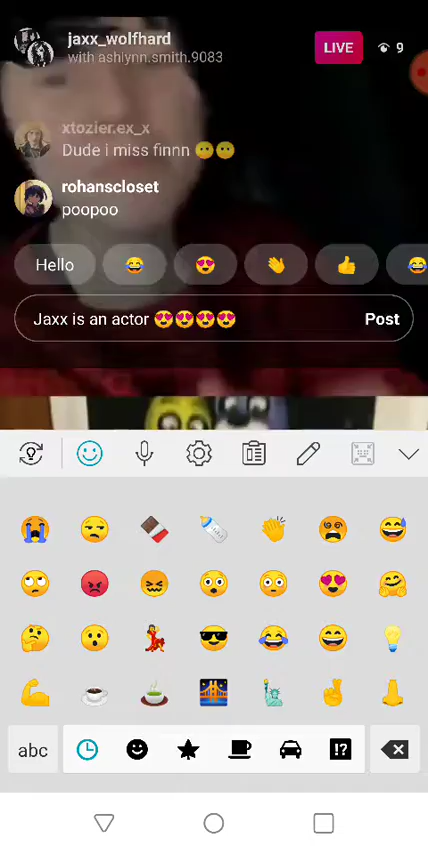 jaxx_wolfhard
with ashlynn.smith.9083
LIVE
9
xtozier.ex_x
Dude i miss finnn 😶😶
rohanscloset
poopoo
Hello
Jaxx is an actor 😍😍😍😍
Post
abc
!?